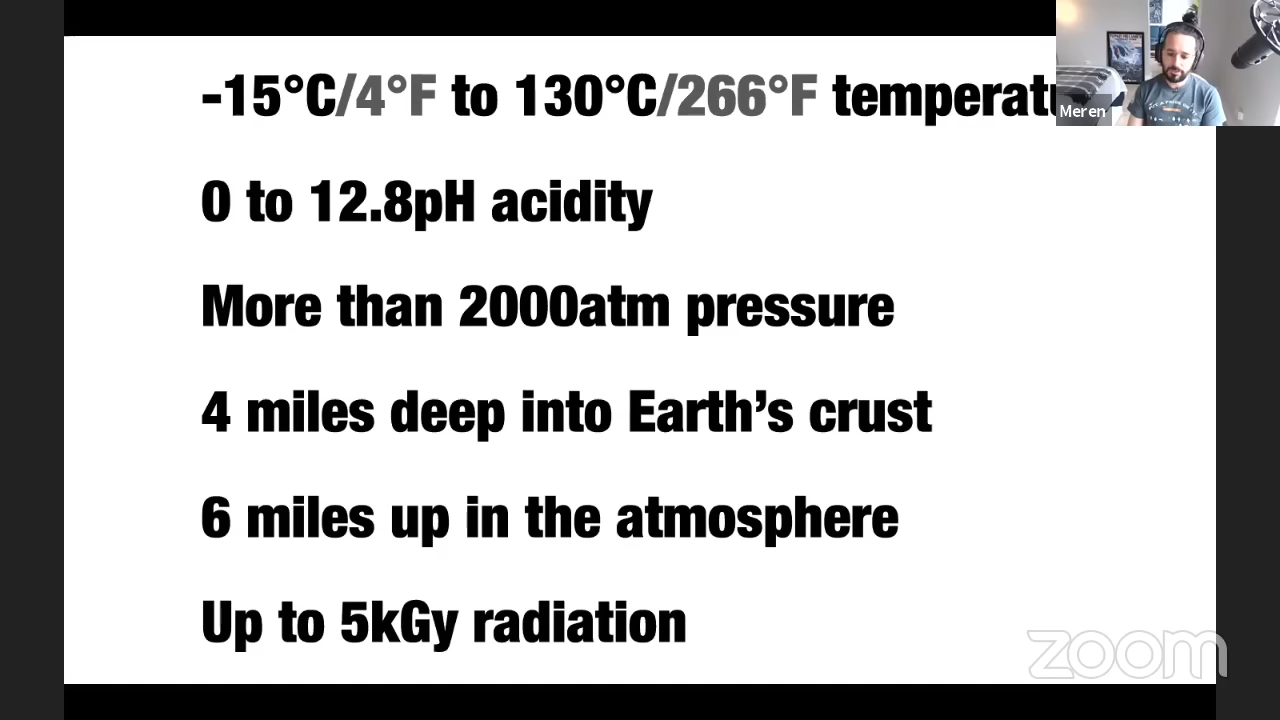 -15°C/4°F to 130°C/266°F
0 to 12.8pH acidity
More than 2000atm pressure
4 miles deep into Earth's crust
6 miles up in the atmosphere
Up to 5kGy radiation
Meren
zoom